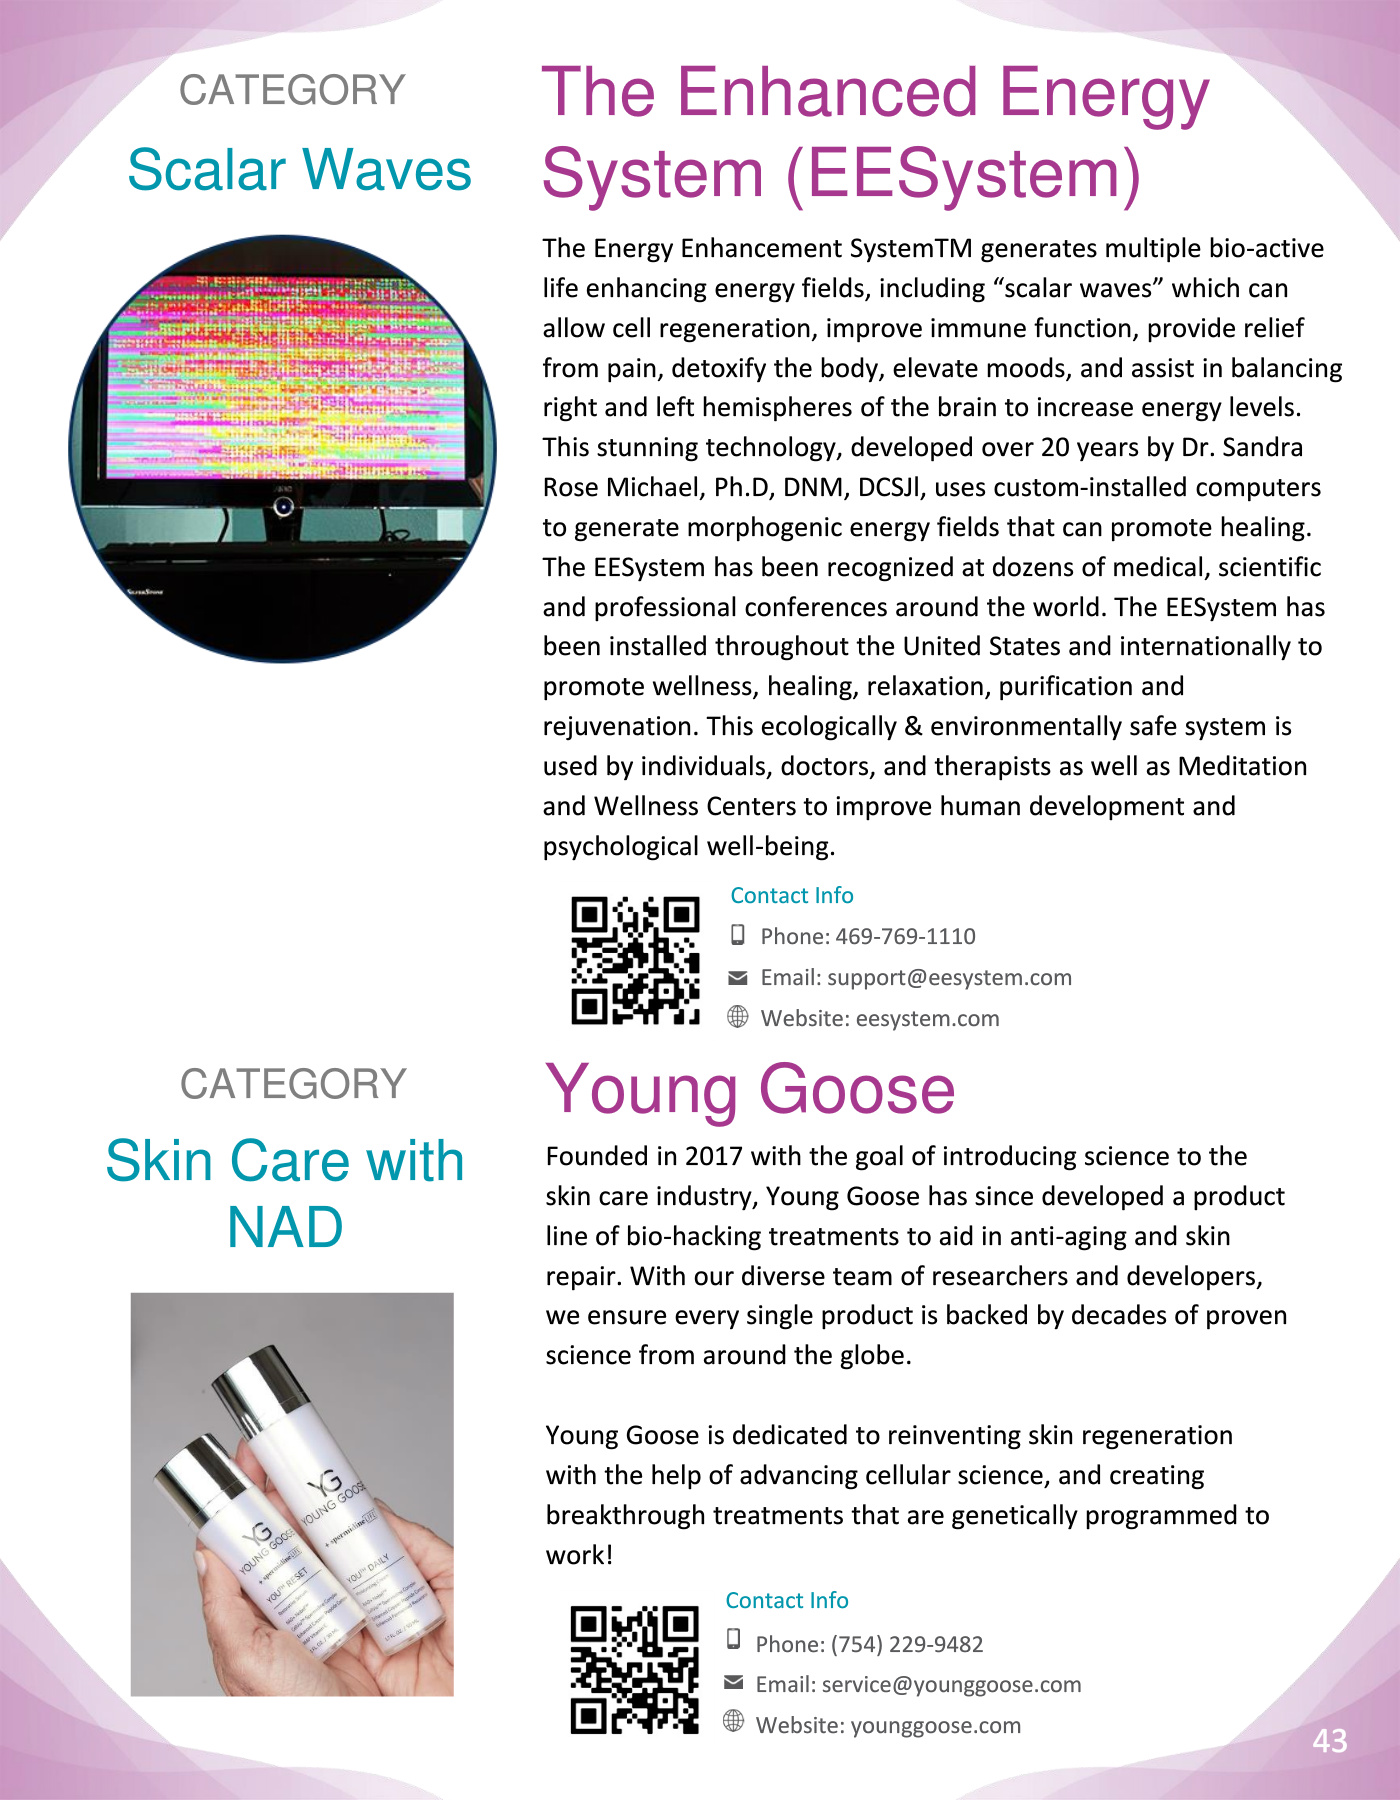 CATEGORY
Scalar Waves
The Enhanced Energy
System (EESystem)
The Energy Enhancement SystemTM generates multiple bio-active
life enhancing energy fields, including “scalar waves” which can
allow cell regeneration, improve immune function, provide relief
from pain, detoxify the body, elevate moods, and assist in balancing
right and left hemispheres of the brain to increase energy levels.
This stunning technology, developed over 20 years by Dr. Sandra
Rose Michael, Ph.D, DNM, DCSJl, uses custom-installed computers
to generate morphogenic energy fields that can promote healing.
The EESystem has been recognized at dozens of medical, scientific
and professional conferences around the world. The EESystem has
been installed throughout the United States and internationally to
promote wellness, healing, relaxation, purification and
rejuvenation. This ecologically & environmentally safe system is
used by individuals, doctors, and therapists as well as Meditation
and Wellness Centers to improve human development and
psychological well-being.
Contact Info
Phone: 469-769-1110
Email: support@eesystem.com
Website: eesystem.com
CATEGORY
Skin Care with
NAD
YG
YOUNG GOOSE
+ spermidineLIFE
YOU™ RESET
YG
YOUNG GOOSE
+ spermidineLIFE
YOU™ DAILY
Young Goose
Founded in 2017 with the goal of introducing science to the
skin care industry, Young Goose has since developed a product
line of bio-hacking treatments to aid in anti-aging and skin
repair. With our diverse team of researchers and developers,
we ensure every single product is backed by decades of proven
science from around the globe.
Young Goose is dedicated to reinventing skin regeneration
with the help of advancing cellular science, and creating
breakthrough treatments that are genetically programmed to
work!
Contact Info
Phone: (754) 229-9482
Email: service@younggoose.com
Website: younggoose.com
43